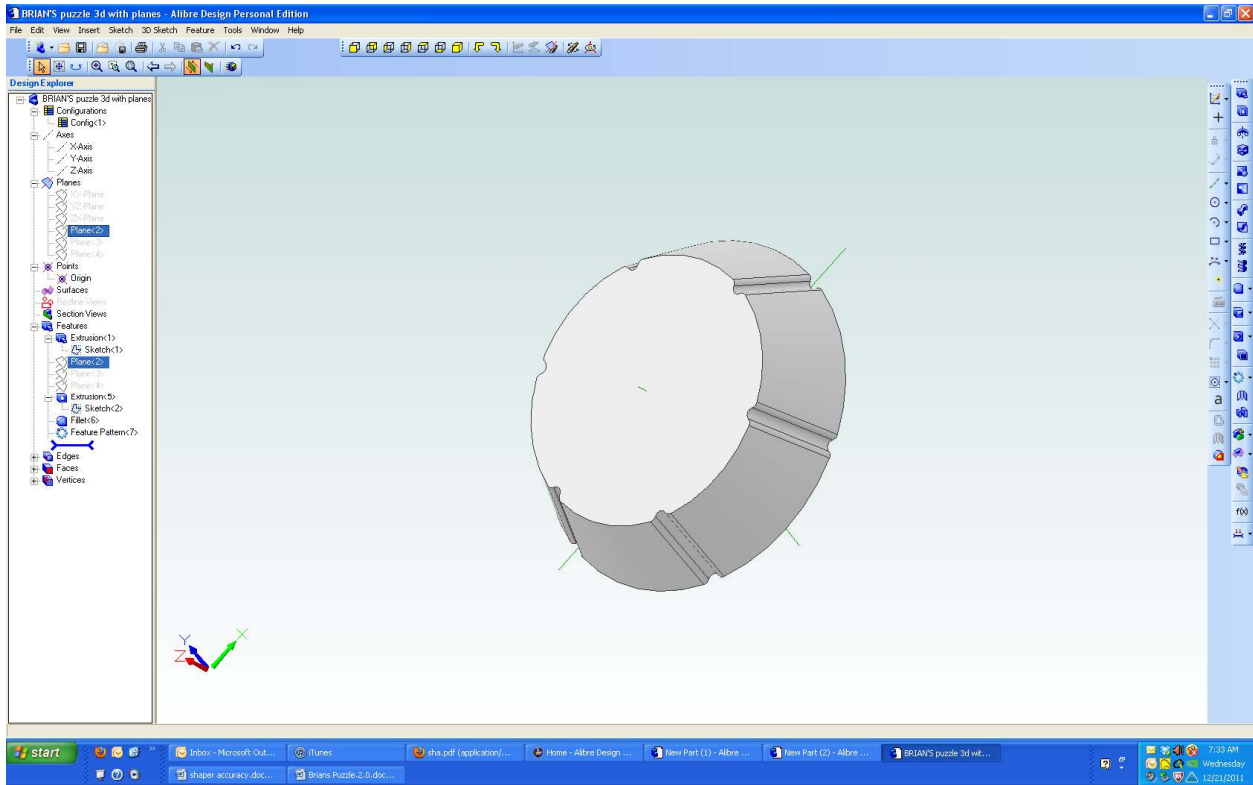 BRIAN'S puzzle 3d with planes - Alibre Design Personal Edition
File Edit View Insert Sketch 3D Sketch Feature Tools Window Help
Design Explorer
BRIAN'S puzzle 3d with planes
Configurations
Config<1>
Axes
X-Axis
Y-Axis
Z-Axis
Planes
XY-Plane
YZ-Plane
ZX-Plane
Plane<2>
Plane<3>
Plane<4>
Points
Origin
Surfaces
Redline Views
Section Views
Features
Extrusion<1>
Sketch<1>
Plane<2>
Plane<3>
Plane<4>
Extrusion<5>
Sketch<2>
Fillet<6>
Feature Pattern<7>
Edges
Faces
Vertices
a
f(x)
Y
X
Z
start
Inbox - Microsoft Out...
iTunes
sha.pdf (application/...
Home - Alibre Design ...
New Part (1) - Alibre ...
New Part (2) - Alibre ...
BRIAN'S puzzle 3d wit...
shaper accuracy.doc...
Brians Puzzle.2.0.doc...
7:33 AM
Wednesday
12/21/2011